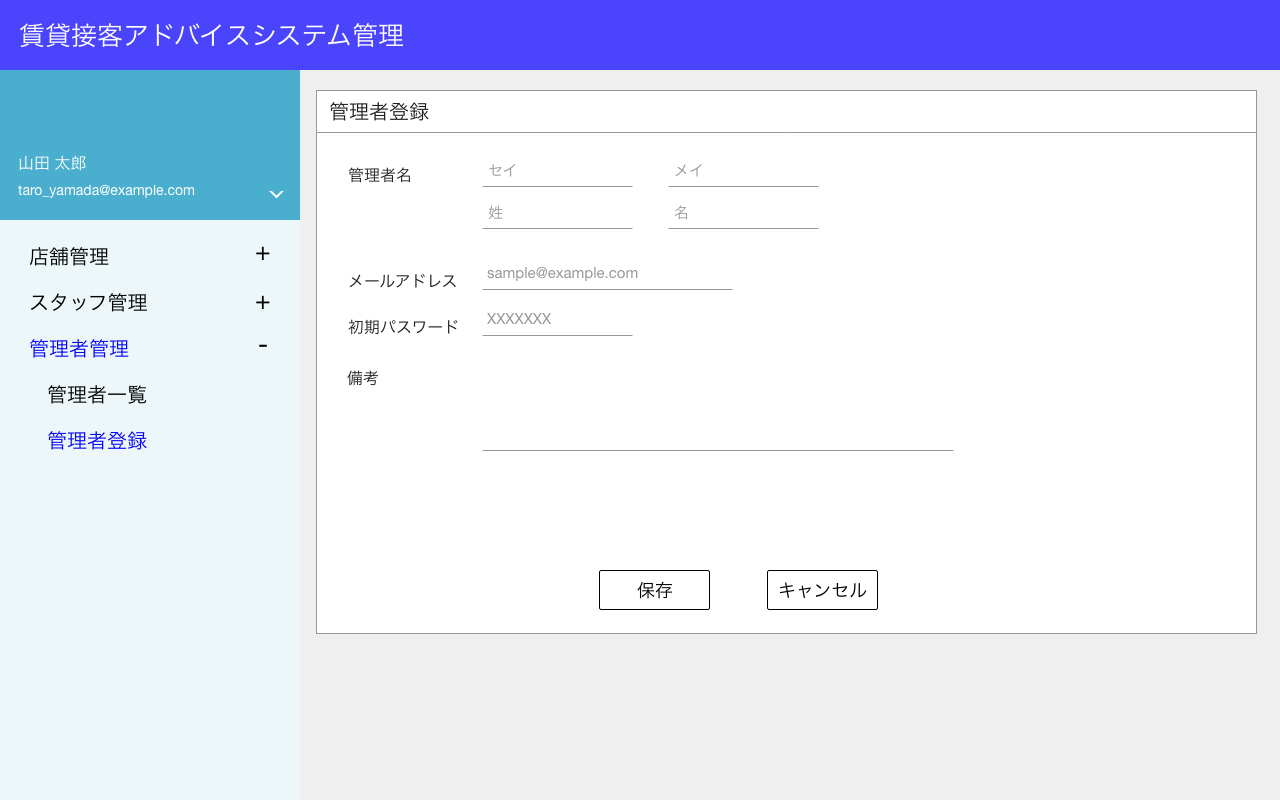 賃貸接客アドバイスシステム管理
山田 太郎
taro_yamada@example.com
店舗管理 +
スタッフ管理 +
管理者管理 -
管理者一覧
管理者登録
管理者登録
管理者名 セイ メイ
姓 名
メールアドレス sample@example.com
初期パスワード XXXXXXX
備考
保存 キャンセル